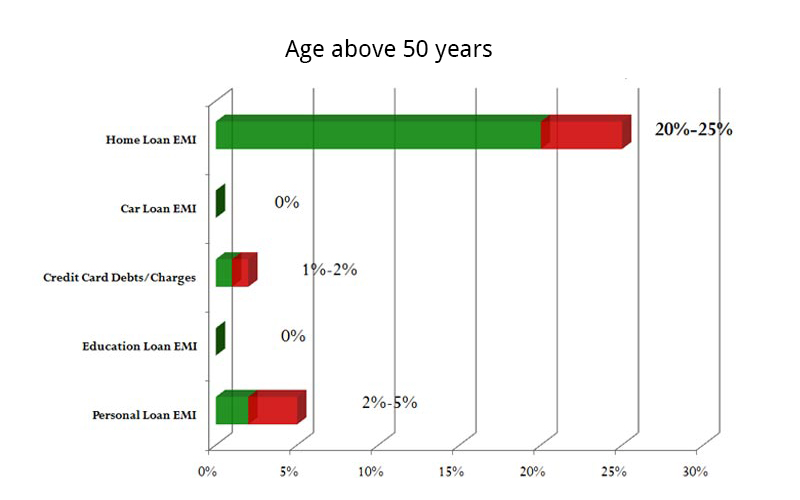 Age above 50 years
Home Loan EMI
20%-25%
Car Loan EMI
0%
Credit Card Debts/Charges
1%-2%
Education Loan EMI
0%
Personal Loan EMI
2%-5%
0% 5% 10% 15% 20% 25% 30%